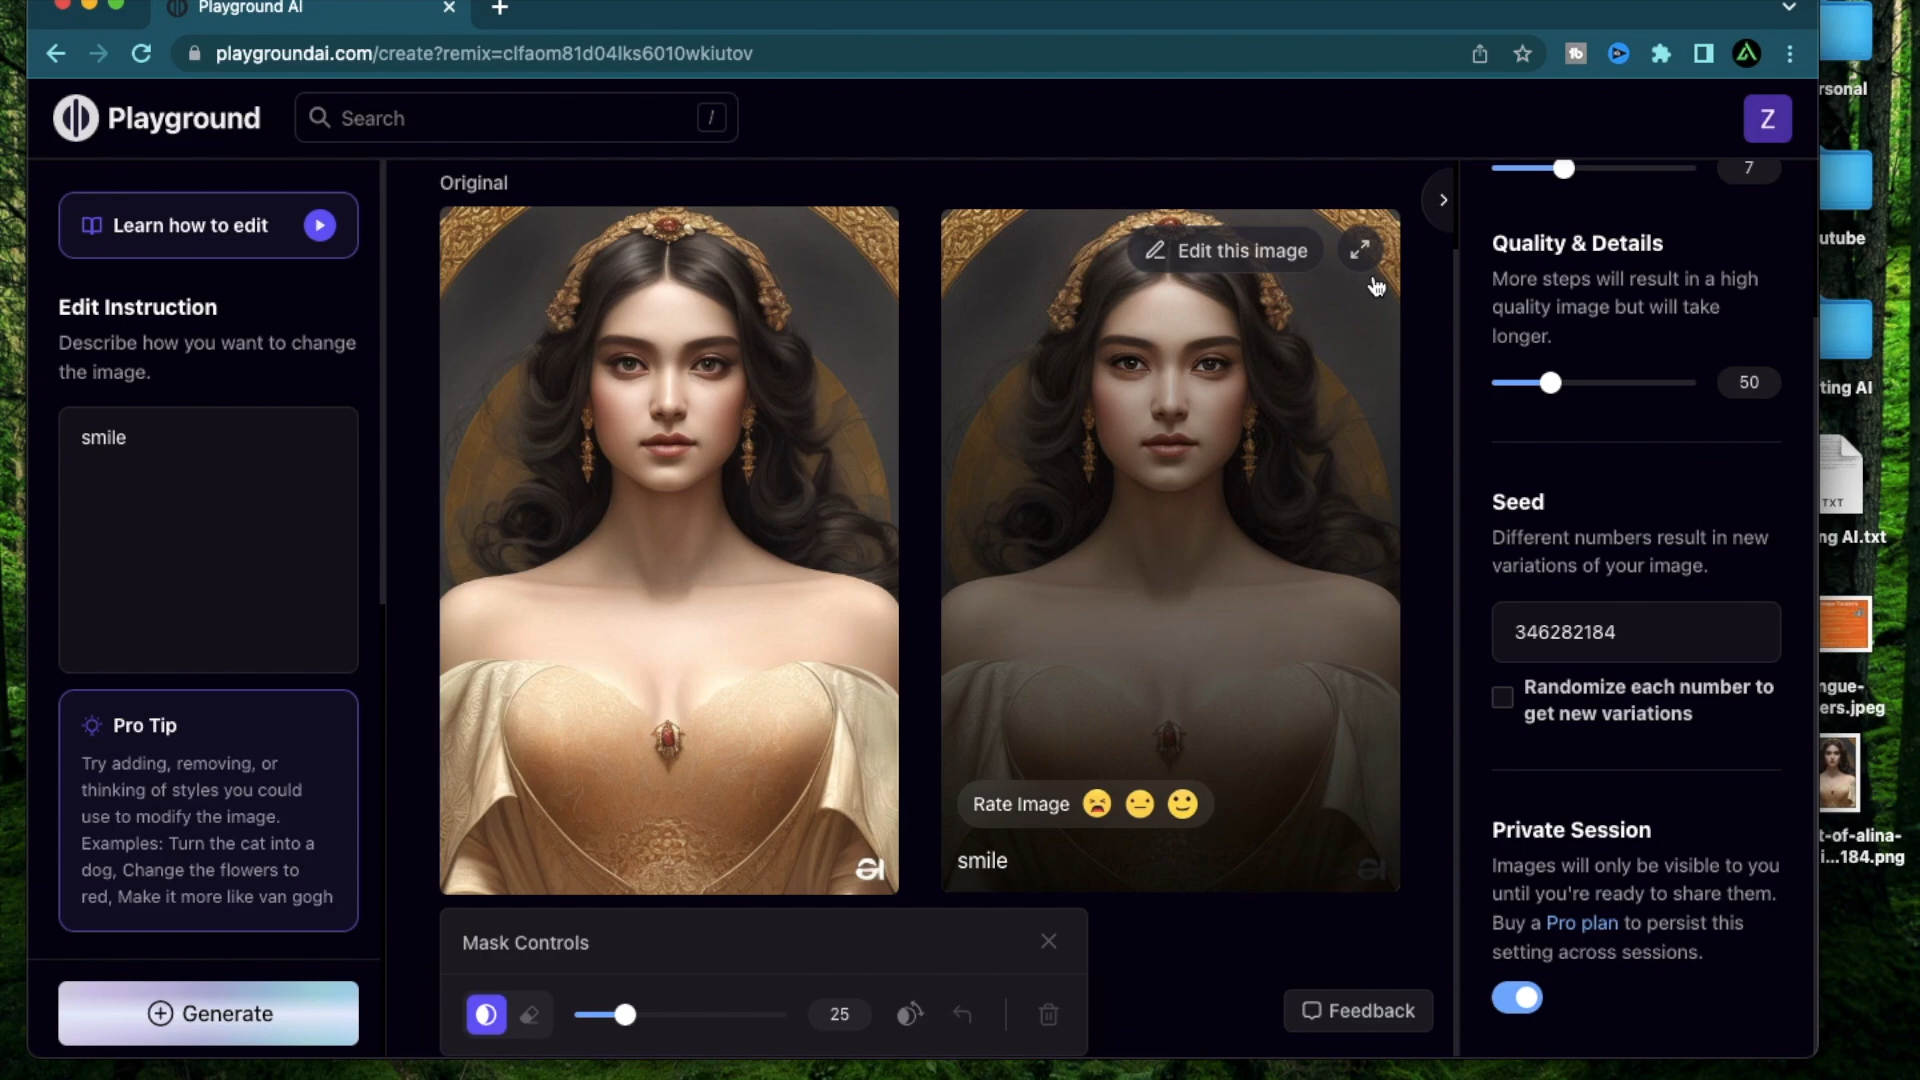 Playground AI
playgroundai.com/create?remix=clfaom81d04lks6010wkiutov
Playground
Search
/
Z
Learn how to edit
Edit Instruction
Describe how you want to change
the image.
smile
Pro Tip
Try adding, removing, or
thinking of styles you could
use to modify the image.
Examples: Turn the cat into a
dog, Change the flowers to
red, Make it more like van gogh
Generate
Original
Edit this image
Rate Image
smile
Mask Controls
25
Feedback
7
Quality & Details
More steps will result in a high
quality image but will take
longer.
50
Seed
Different numbers result in new
variations of your image.
346282184
Randomize each number to
get new variations
Private Session
Images will only be visible to you
until you're ready to share them.
Buy a Pro plan to persist this
setting across sessions.
rsonal
utube
ting AI
TXT
ng AI.txt
ngue-
ers.jpeg
t-of-alina-
i...184.png